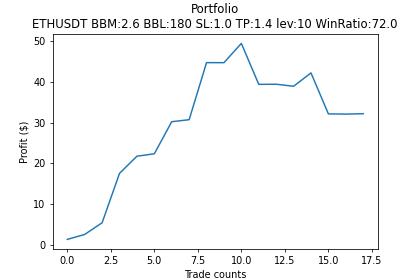 Portfolio
ETHUSDT BBM:2.6 BBL:180 SL:1.0 TP:1.4 lev:10 WinRatio:72.0
50
40
30
20
10
0
Profit ($)
0.0 2.5 5.0 7.5 10.0 12.5 15.0 17.5
Trade counts